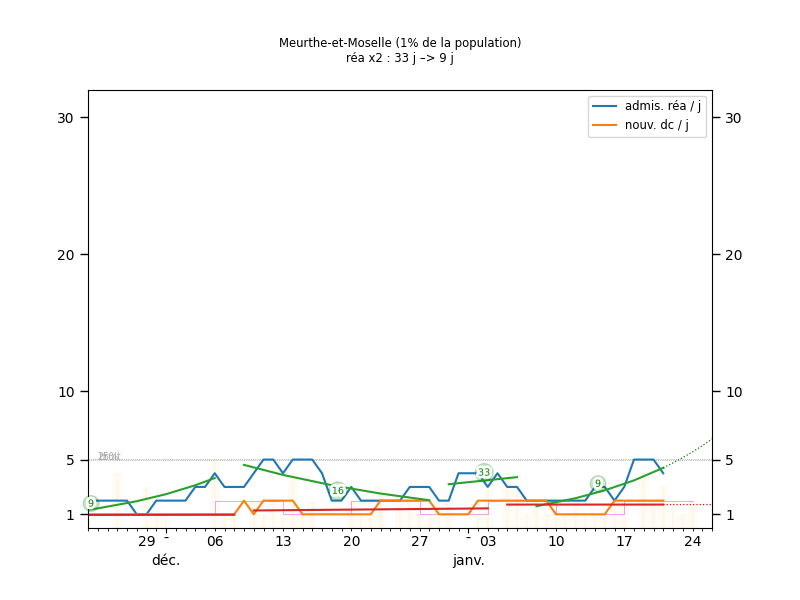 Meurthe-et-Moselle (1% de la population)
réa x2 : 33 j –> 9 j
admis. réa / j
nouv. dc / j
30 30
20 20
10 10
5 5
1 1
9 16 33 9
29 06 13 20 27 03 10 17 24
déc. janv.